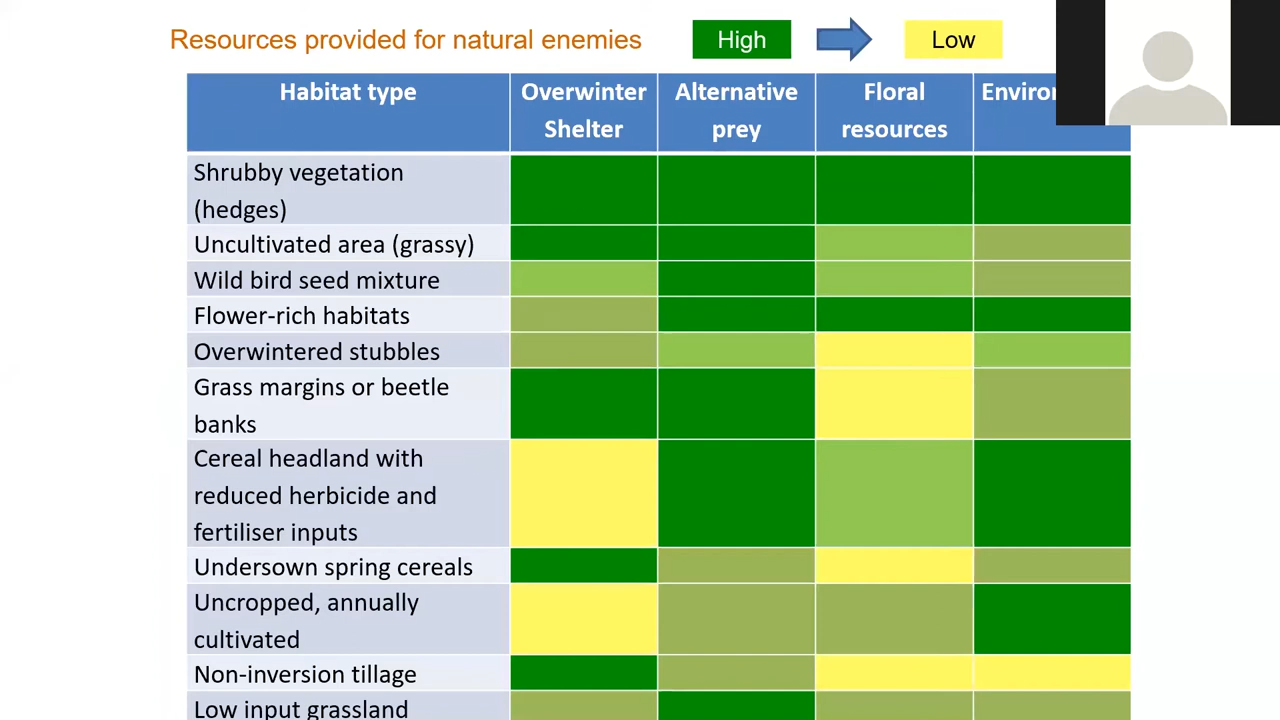 Resources provided for natural enemies
High
Low
Habitat type
Overwinter
Shelter
Alternative
prey
Floral
resources
Shrubby vegetation
(hedges)
Uncultivated area (grassy)
Wild bird seed mixture
Flower-rich habitats
Overwintered stubbles
Grass margins or beetle
banks
Cereal headland with
reduced herbicide and
fertiliser inputs
Undersown spring cereals
Uncropped, annually
cultivated
Non-inversion tillage
Low input grassland